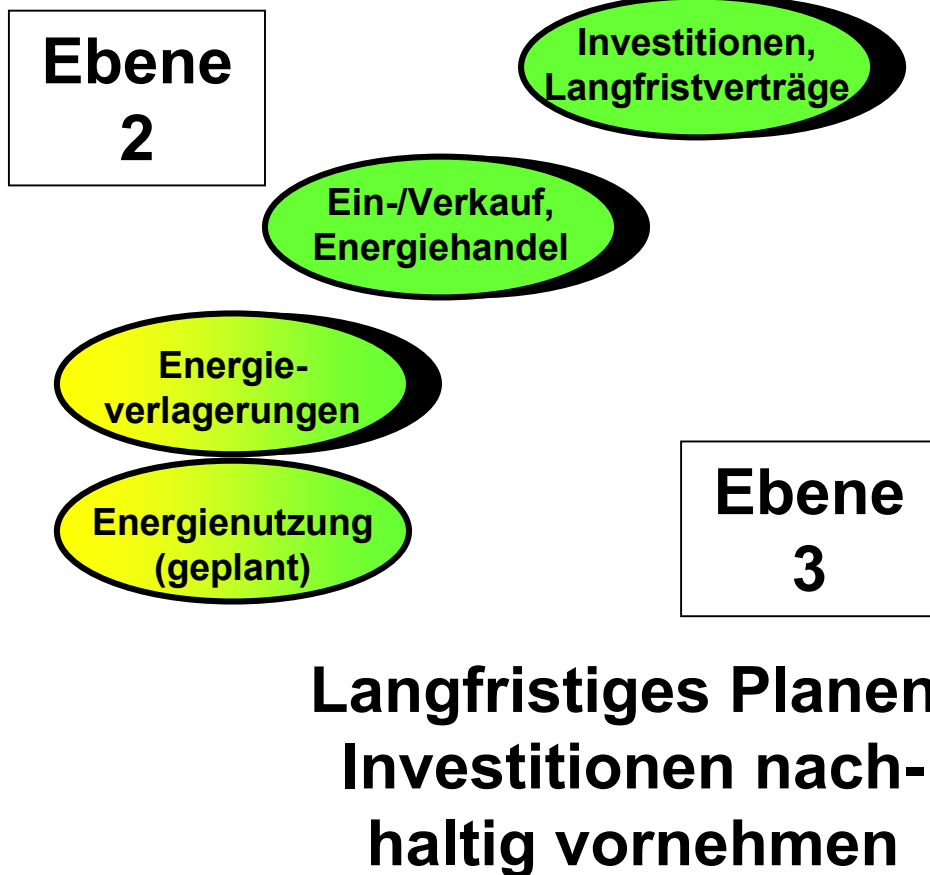 Ebene
2
Investitionen,
Langfristverträge
Ein-/Verkauf,
Energiehandel
Energie-
verlagerungen
Energienutzung
(geplant)
Ebene
3
Langfristiges Planen
Investitionen nach-
haltig vornehmen